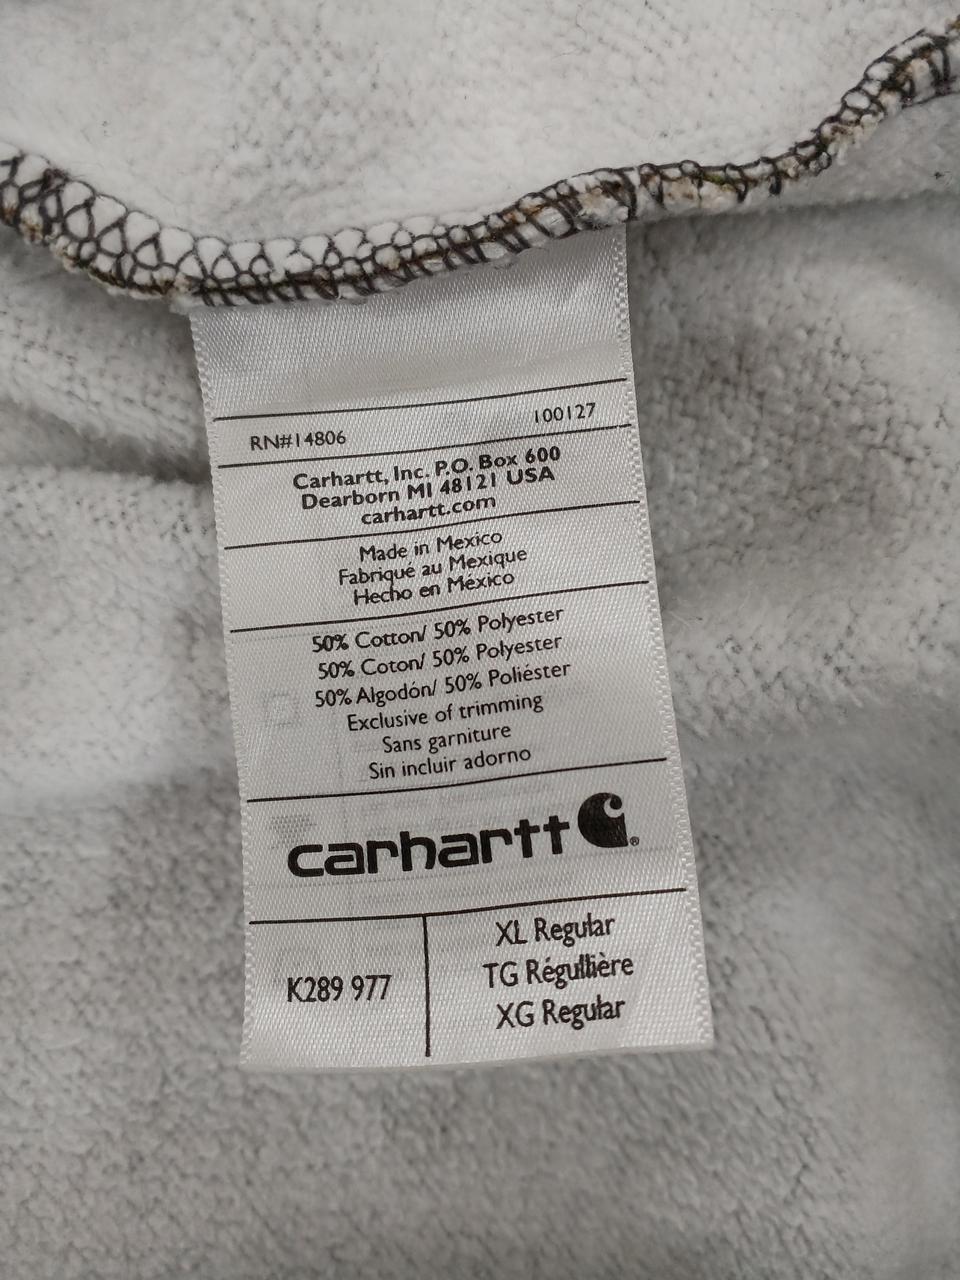 RN#14806 100127
Carhartt, Inc. P.O. Box 600
Dearborn MI 48121 USA
carhartt.com
Made in Mexico
Fabriqué au Mexique
Hecho en México
50% Cotton/ 50% Polyester
50% Coton/ 50% Polyester
50% Algodón/ 50% Poliéster
Exclusive of trimming
Sans garniture
Sin incluir adorno
carhartt®
K289 977
XL Regular
TG Régullière
XG Regular